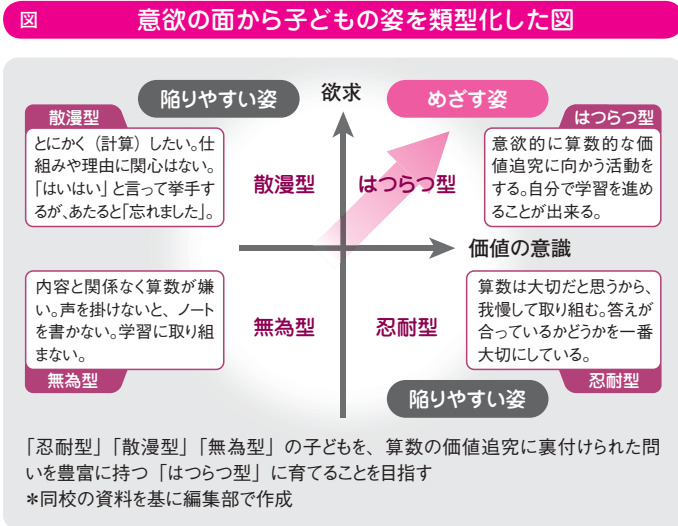 図
意欲の面から子どもの姿を類型化した図
陥りやすい姿
欲求
めざす姿
散漫型
とにかく（計算）したい。仕
組みや理由に関心はない。
「はいはい」と言って挙手す
るが、あたると「忘れました」。
はつらつ型
意欲的に算数的な価
値追究に向かう活動を
する。自分で学習を進め
ることが出来る。
散漫型
はつらつ型
価値の意識
内容と関係なく算数が嫌
い。声を掛けないと、ノート
を書かない。学習に取り組
まない。
無為型
無為型
忍耐型
算数は大切だと思うから、
我慢して取り組む。答えが
合っているかどうかを一番
大切にしている。
忍耐型
陥りやすい姿
「忍耐型」「散漫型」「無為型」の子どもを、算数の価値追究に裏付けられた問
いを豊富に持つ「はつらつ型」に育てることを目指す
＊同校の資料を基に編集部で作成